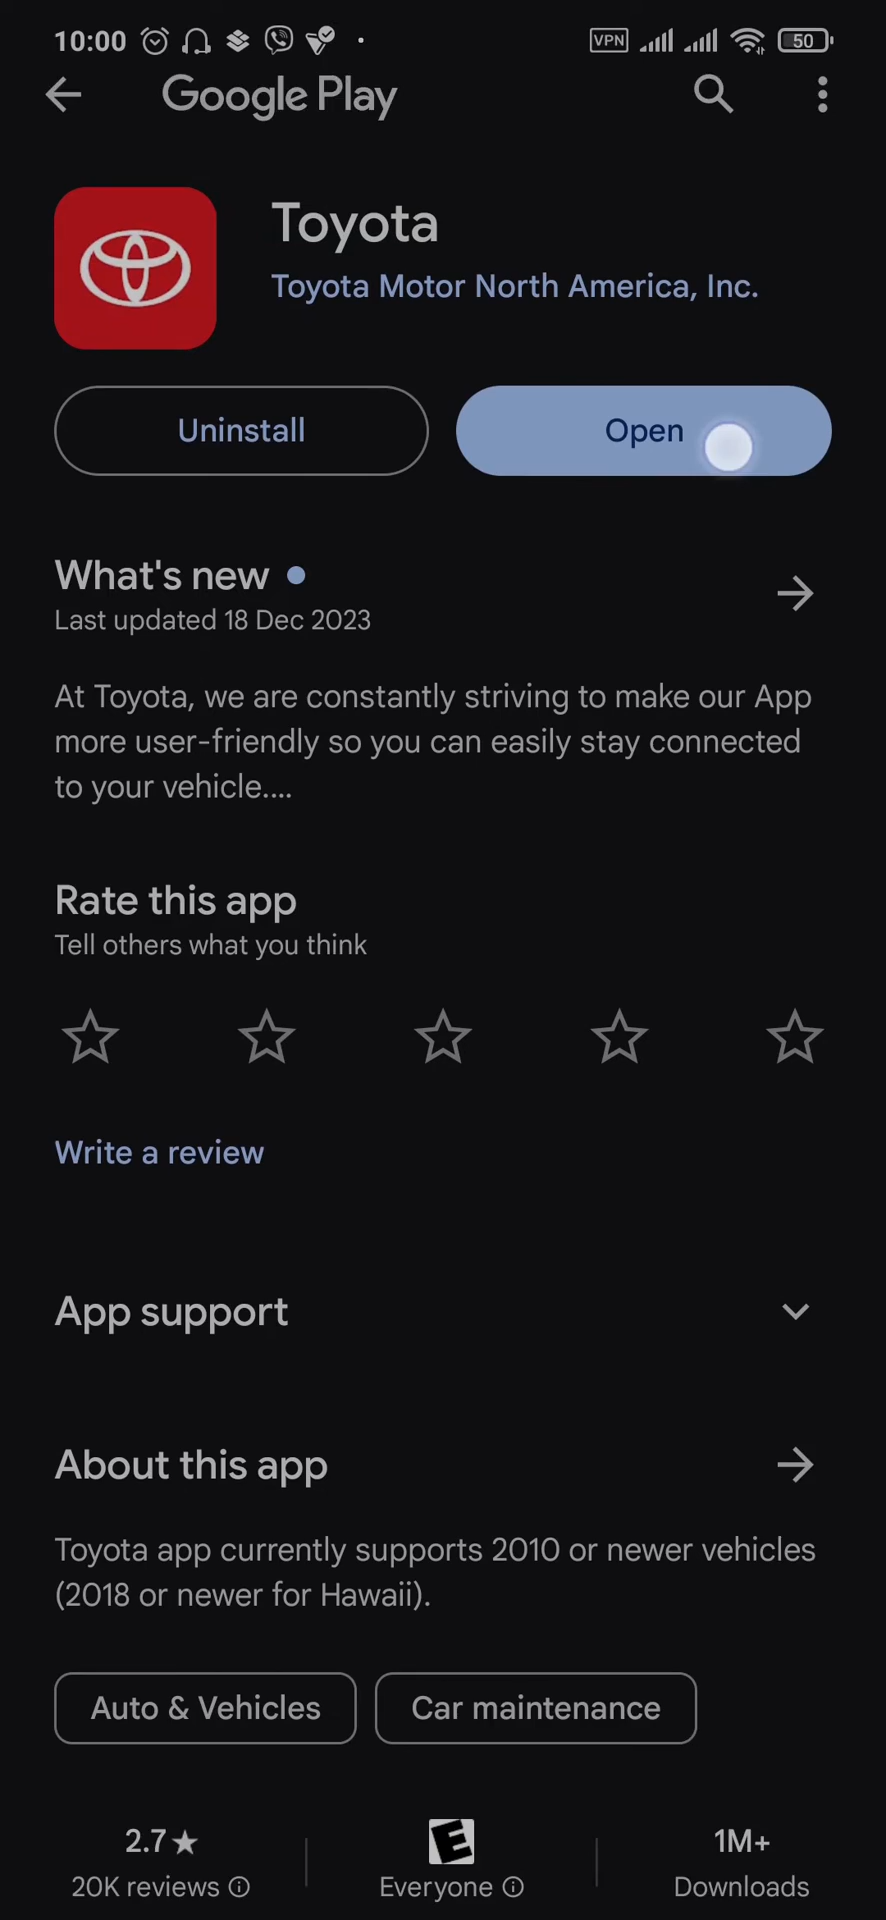 10:00 VPN 50
Google Play
Toyota
Toyota Motor North America, Inc.
Uninstall
Open
What's new
Last updated 18 Dec 2023
At Toyota, we are constantly striving to make our App
more user-friendly so you can easily stay connected
to your vehicle....
Rate this app
Tell others what you think
Write a review
App support
About this app
Toyota app currently supports 2010 or newer vehicles
(2018 or newer for Hawaii).
Auto & Vehicles
Car maintenance
2.7★
20K reviews
E
Everyone
1M+
Downloads